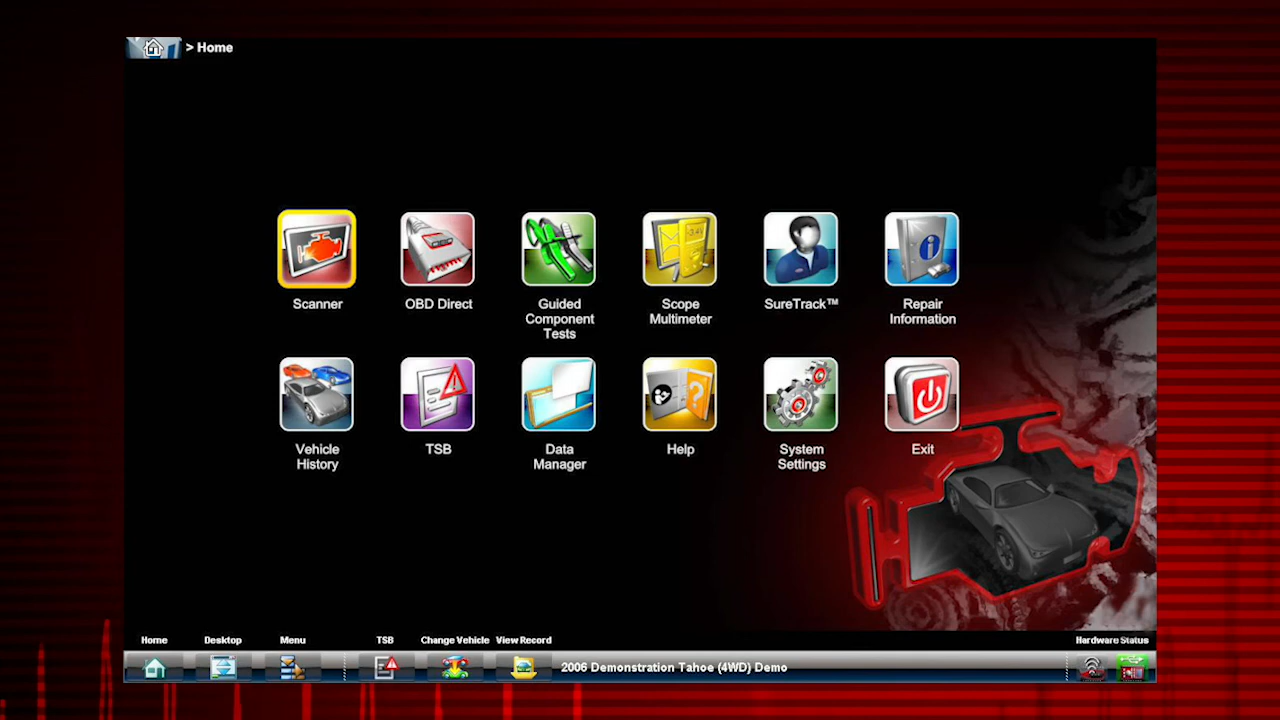 > Home
Scanner
OBD Direct
Guided
Component
Tests
Scope
Multimeter
SureTrack™
Repair
Information
Vehicle
History
TSB
Data
Manager
Help
System
Settings
Exit
Home
Desktop
Menu
TSB
Change Vehicle
View Record
Hardware Status
2006 Demonstration Tahoe (4WD) Demo